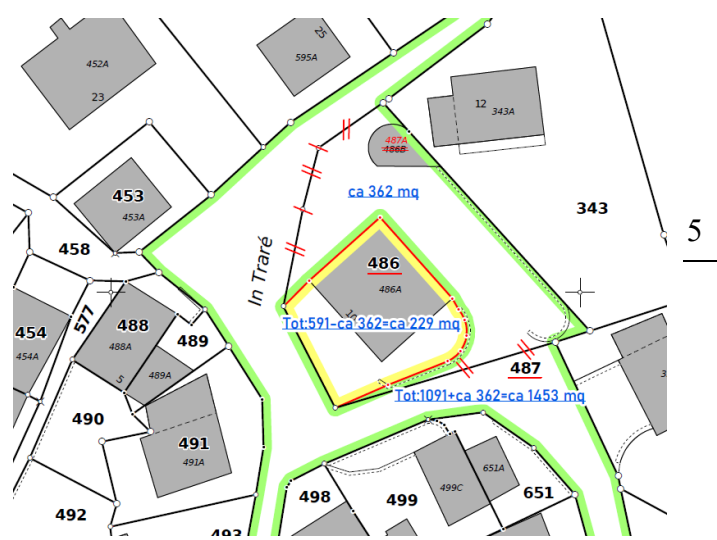 25
452A
595A
23
12
343A
487A
486B
453
ca 362 mq
453A
343
5
458
In Traré
486
486A
577
488
Tot:591-ca 362=ca 229 mq
454
489
488A
454A
487
489A
5
Tot:1091+ca 362=ca 1453 mq
490
491
491A
651A
499C
498
499
651
492
493